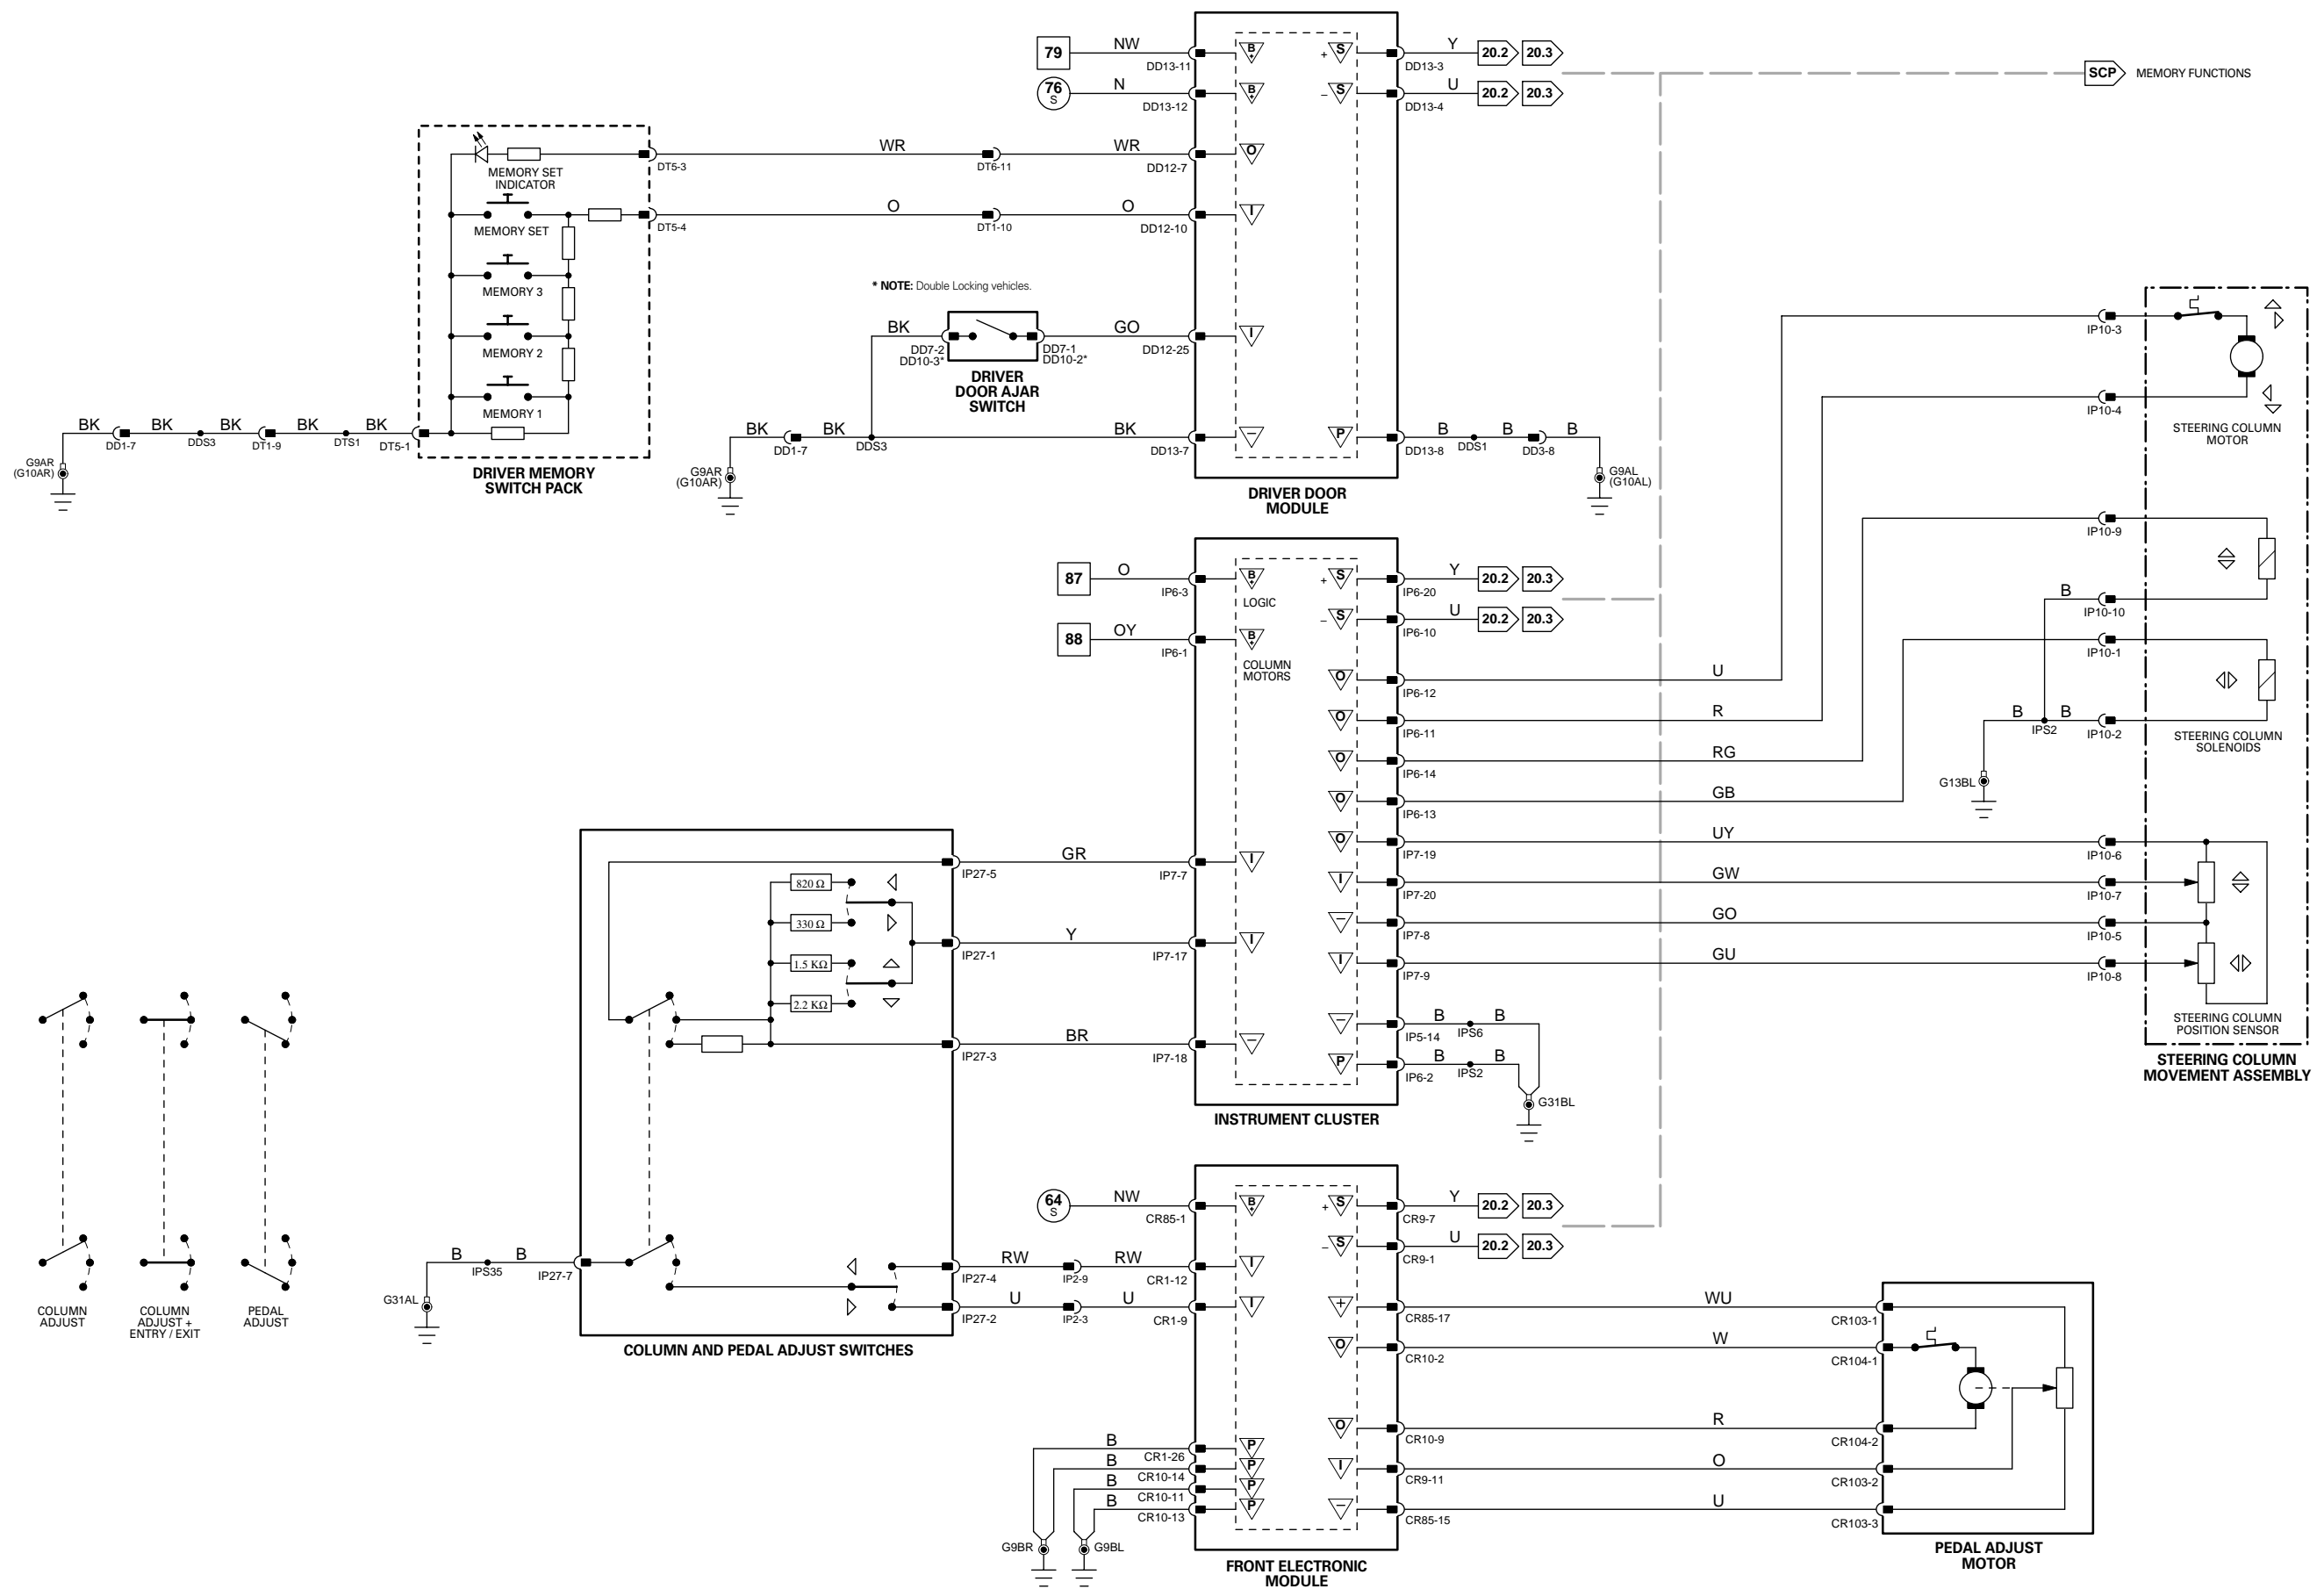 79
NW
DD13-11
B
+
+
S
DD13-3
Y
20.2
20.3
SCP
MEMORY FUNCTIONS
76
S
N
DD13-12
B
+
–
S
DD13-4
U
20.2
20.3
WR
WR
DT5-3
DT6-11
DD12-7
O
MEMORY SET
INDICATOR
MEMORY SET
O
O
DT5-4
DT1-10
DD12-10
I
MEMORY 3
MEMORY 2
MEMORY 1
* NOTE: Double Locking vehicles.
BK
DD7-2
DD10-3*
DD7-1
DD10-2*
GO
DD12-25
I
DRIVER
DOOR AJAR
SWITCH
BK
BK
BK
BK
BK
DD1-7
DDS3
DT1-9
DTS1
DT5-1
G9AR
(G10AR)
DRIVER MEMORY
SWITCH PACK
BK
BK
BK
DD1-7
DDS3
DD13-7
–
P
DD13-8
B
DDS1
B
DD3-8
B
G9AR
(G10AR)
G9AL
(G10AL)
DRIVER DOOR
MODULE
IP10-3
IP10-4
STEERING COLUMN
MOTOR
IP10-9
B
IP10-10
IP10-1
B
B
IPS2
IP10-2
STEERING COLUMN
SOLENOIDS
G13BL
87
O
IP6-3
B
+
LOGIC
+
S
IP6-20
Y
20.2
20.3
–
S
IP6-10
U
20.2
20.3
88
OY
IP6-1
B
+
COLUMN
MOTORS
O
IP6-12
U
O
IP6-11
R
O
IP6-14
RG
O
IP6-13
GB
O
IP7-19
UY
IP10-6
I
IP7-20
GW
IP10-7
–
IP7-8
GO
IP10-5
I
IP7-9
GU
IP10-8
–
IP5-14
B
IPS6
B
P
IP6-2
B
IPS2
B
G31BL
STEERING COLUMN
POSITION SENSOR
STEERING COLUMN
MOVEMENT ASSEMBLY
INSTRUMENT CLUSTER
IP27-5
GR
IP7-7
I
820 Ω
330 Ω
IP27-1
Y
IP7-17
I
1.5 KΩ
2.2 KΩ
IP27-3
BR
IP7-18
–
B
B
IPS35
IP27-7
G31AL
IP27-4
RW
IP2-9
RW
CR1-12
I
IP27-2
U
IP2-3
U
CR1-9
I
COLUMN
ADJUST
COLUMN
ADJUST +
ENTRY / EXIT
PEDAL
ADJUST
COLUMN AND PEDAL ADJUST SWITCHES
64
S
NW
CR85-1
B
+
+
S
CR9-7
Y
20.2
20.3
–
S
CR9-1
U
20.2
20.3
+
CR85-17
WU
CR103-1
O
CR10-2
W
CR104-1
O
CR10-9
R
CR104-2
I
CR9-11
O
CR103-2
–
CR85-15
U
CR103-3
B
CR1-26
P
B
CR10-14
P
B
CR10-11
P
B
CR10-13
P
G9BR
G9BL
FRONT ELECTRONIC
MODULE
PEDAL ADJUST
MOTOR